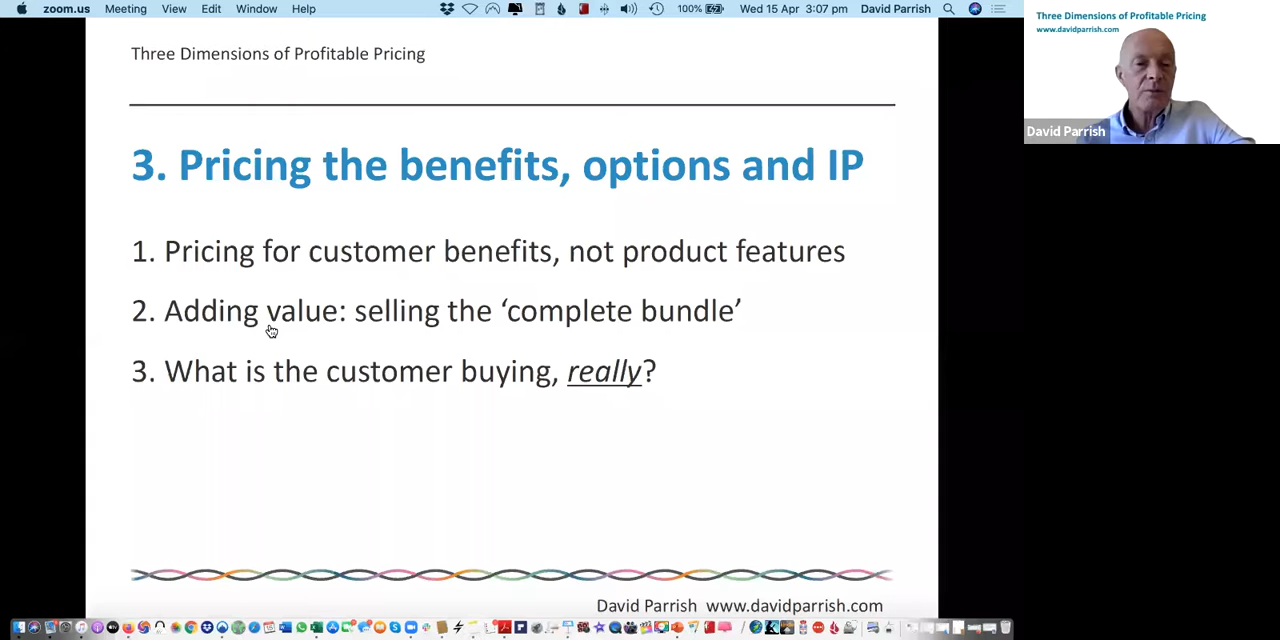 zoom.us Meeting View Edit Window Help 100% Wed 15 Apr 3:07 pm David Parrish
Three Dimensions of Profitable Pricing
www.davidparrish.com
David Parrish
Three Dimensions of Profitable Pricing
3. Pricing the benefits, options and IP
1. Pricing for customer benefits, not product features
2. Adding value: selling the ‘complete bundle’
3. What is the customer buying, really?
David Parrish www.davidparrish.com